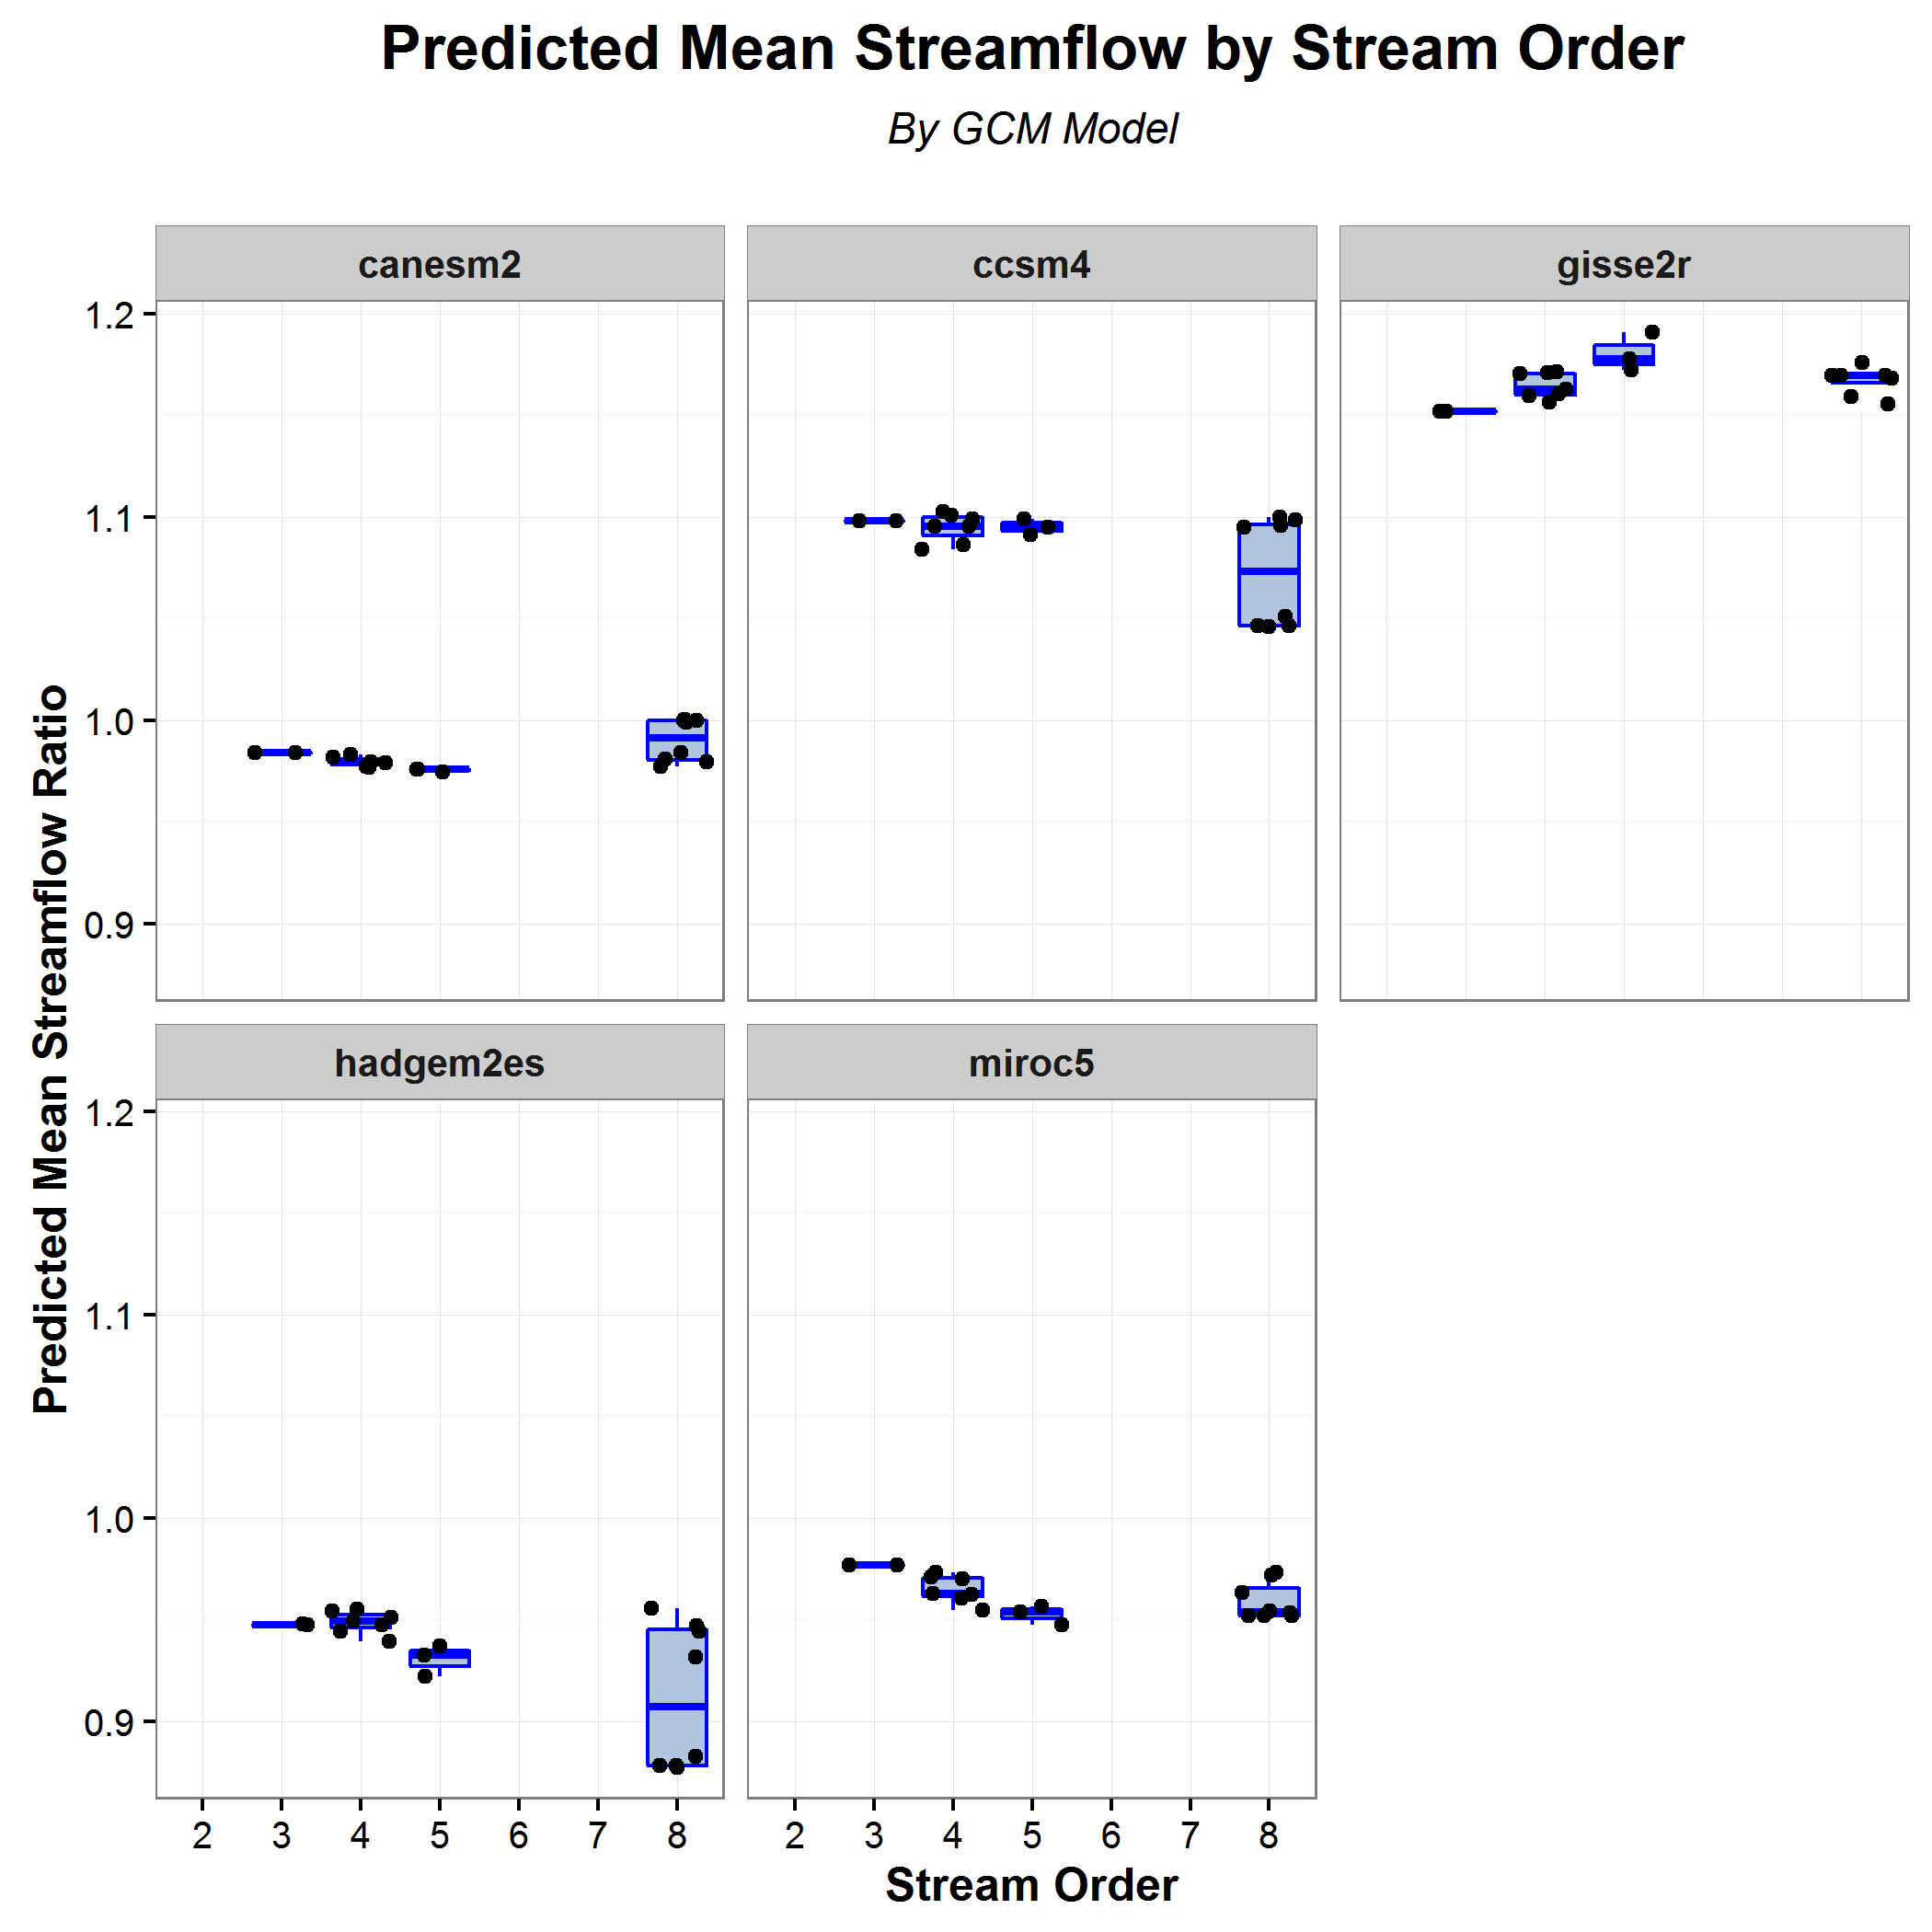 Predicted Mean Streamflow by Stream Order
By GCM Model
canesm2
ccsm4
gisse2r
1.2
1.1
1.0
0.9
Predicted Mean Streamflow Ratio
hadgem2es
miroc5
1.2
1.1
1.0
0.9
2 3 4 5 6 7 8
2 3 4 5 6 7 8
Stream Order